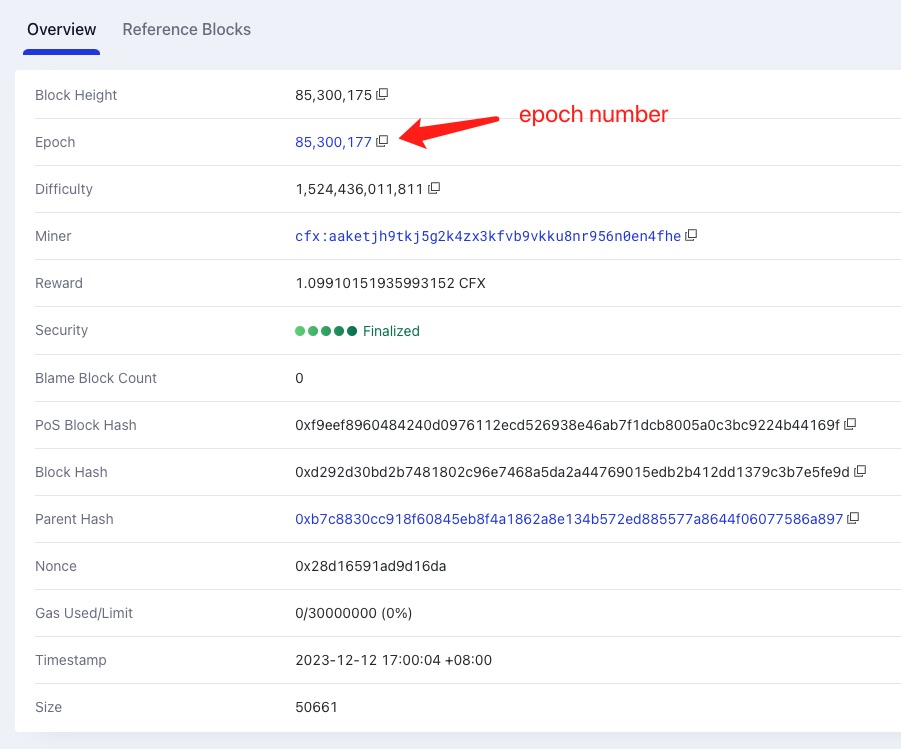 Overview Reference Blocks
Block Height 85,300,175
epoch number
Epoch 85,300,177
Difficulty 1,524,436,011,811
Miner cfx:aaketjh9tkj5g2k4zx3kfvb9vkku8nr956n0en4fhe
Reward 1.09910151935993152 CFX
Security Finalized
Blame Block Count 0
PoS Block Hash 0xf9eef8960484240d0976112ecd526938e46ab7f1dcb8005a0c3bc9224b44169f
Block Hash 0xd292d30bd2b7481802c96e7468a5da2a44769015edb2b412dd1379c3b7e5fe9d
Parent Hash 0xb7c8830cc918f60845eb8f4a1862a8e134b572ed885577a8644f06077586a897
Nonce 0x28d16591ad9d16da
Gas Used/Limit 0/30000000 (0%)
Timestamp 2023-12-12 17:00:04 +08:00
Size 50661